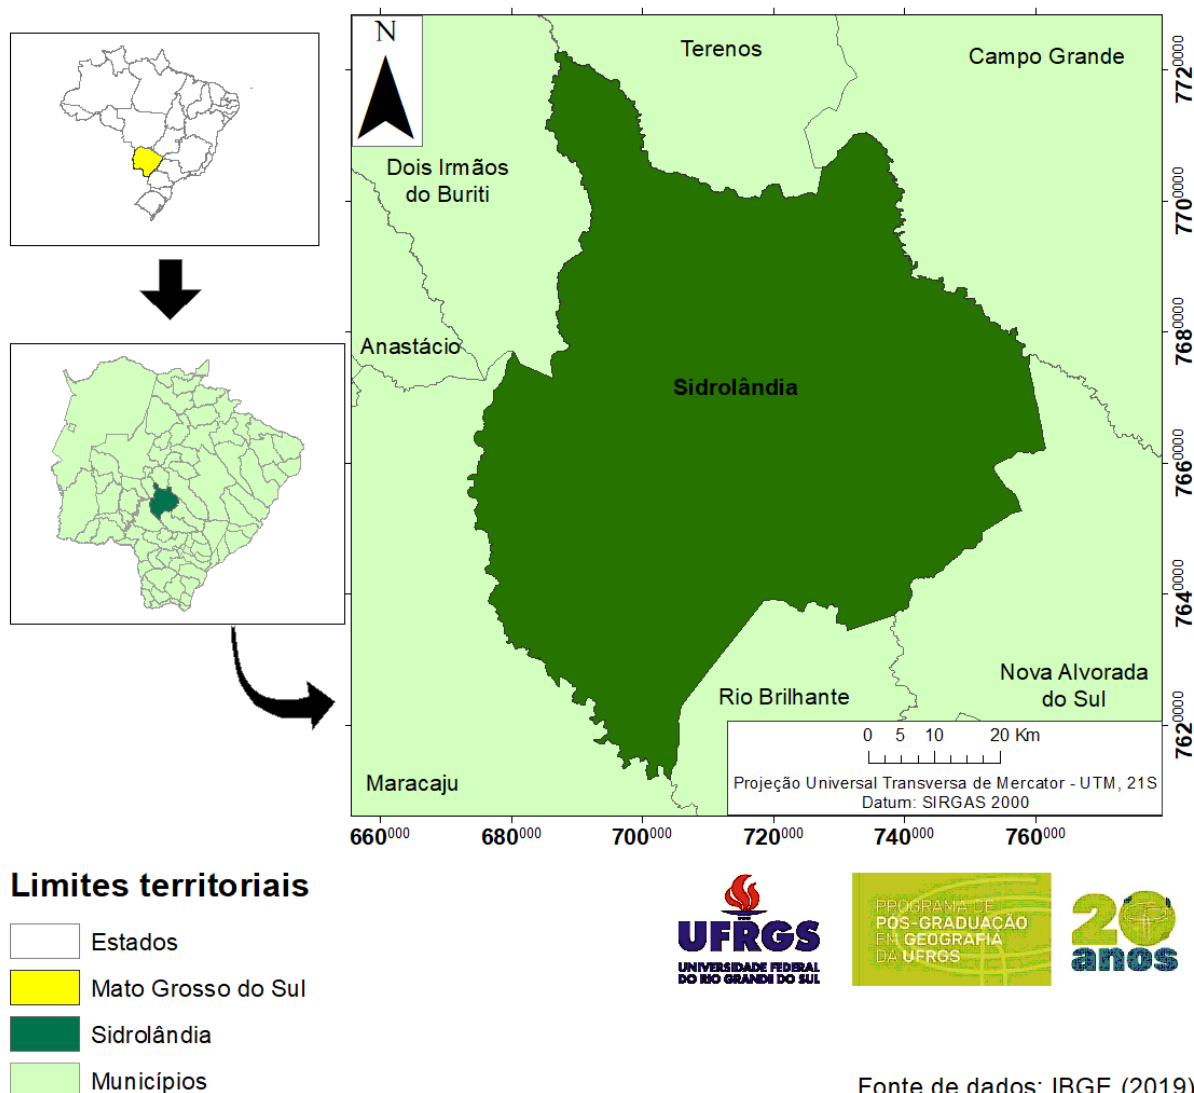 N
Terenos
Campo Grande
Dois Irmãos
do Buriti
Anastácio
Sidrolândia
Nova Alvorada
do Sul
Rio Brilhante
Maracaju
0 5 10 20 Km
Projeção Universal Transversa de Mercator - UTM, 21S
Datum: SIRGAS 2000
7720000
7700000
7680000
7660000
7640000
7620000
660000 680000 700000 720000 740000 760000
Limites territoriais
Estados
Mato Grosso do Sul
Sidrolândia
Municípios
UFRGS
UNIVERSIDADE FEDERAL
DO RIO GRANDE DO SUL
PROGRAMA DE
PÓS-GRADUAÇÃO
EM GEOGRAFIA
DA UFRGS
20
anos
Fonte de dados: IBGE (2019)